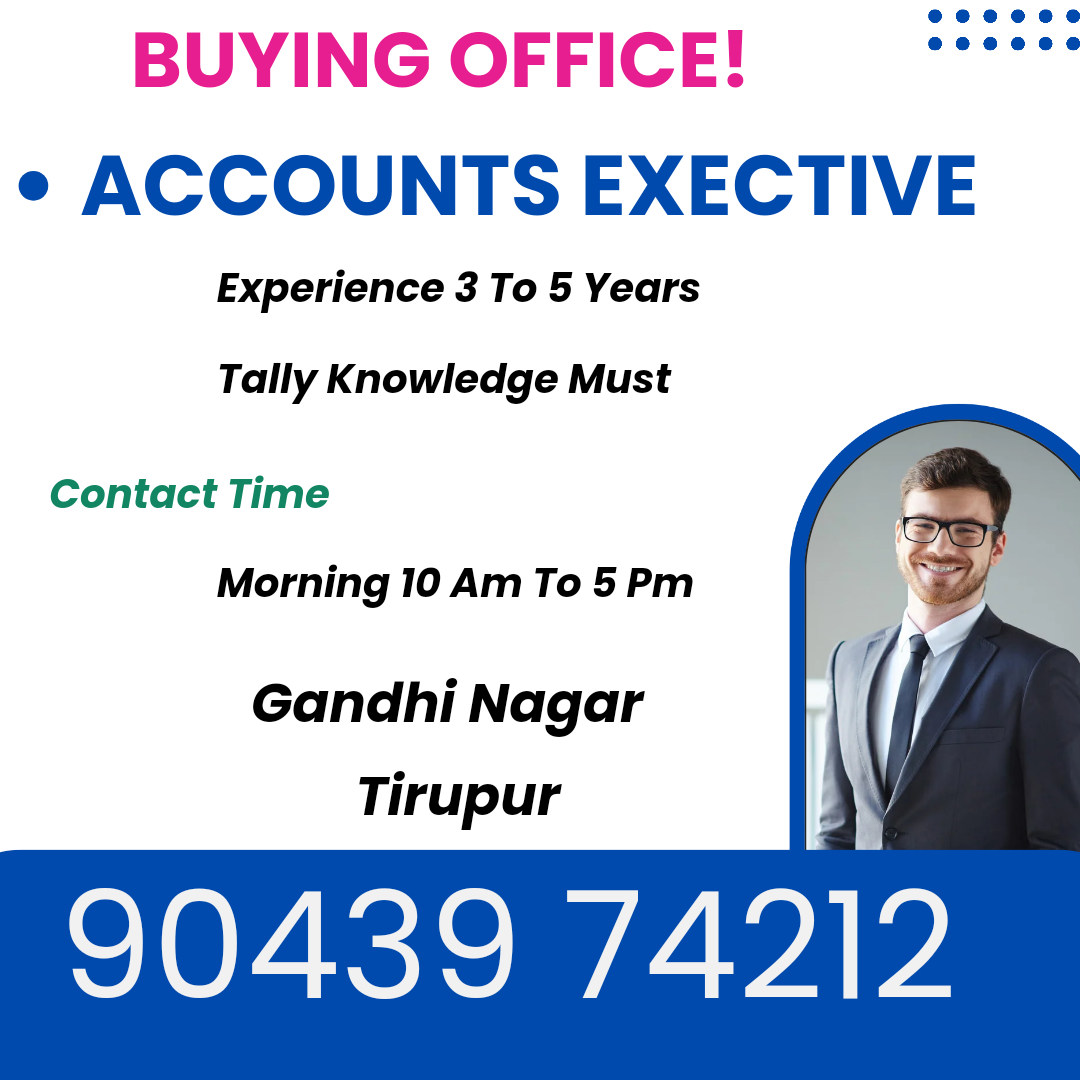 BUYING OFFICE!
• ACCOUNTS EXECTIVE
Experience 3 To 5 Years
Tally Knowledge Must
Contact Time
Morning 10 Am To 5 Pm
Gandhi Nagar
Tirupur
90439 74212